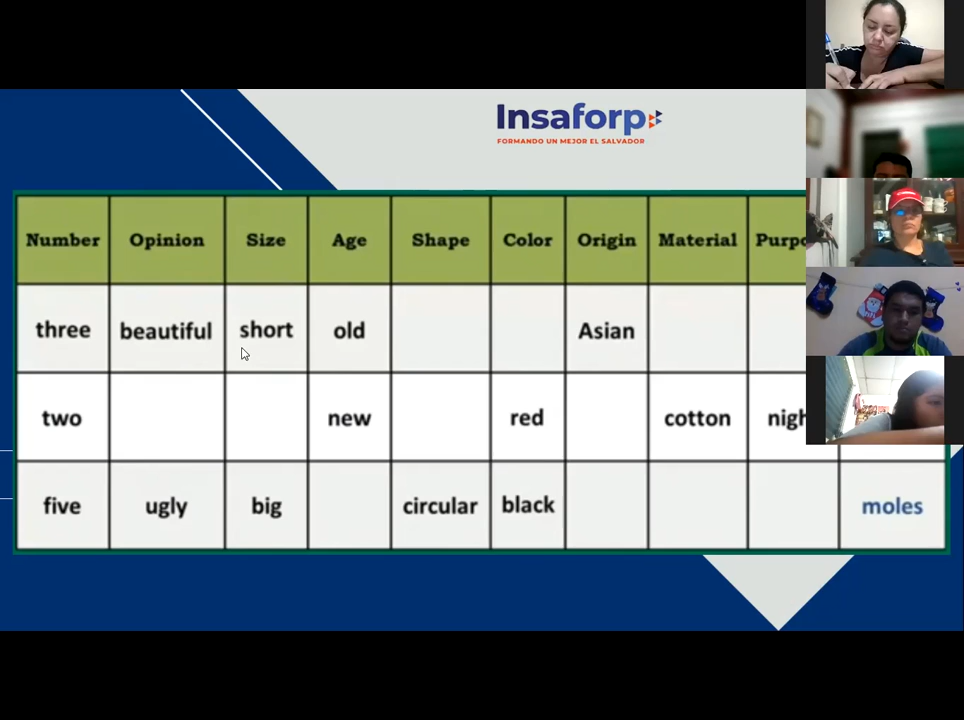 Insaforp
FORMANDO UN MEJOR EL SALVADOR
Number Opinion Size Age Shape Color Origin Material
three beautiful short old Asian
two new red cotton
five ugly big circular black moles